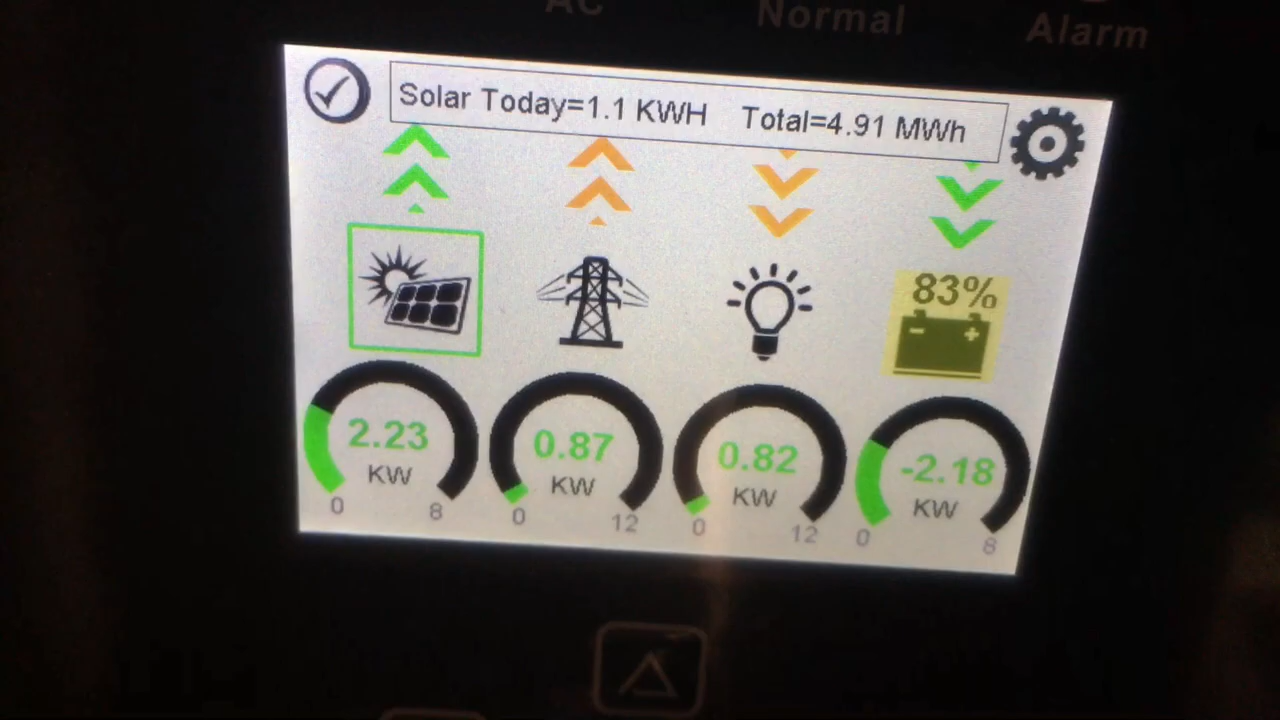 AC Normal Alarm
Solar Today=1.1 KWH Total=4.91 MWh
83%
2.23 0.87 0.82 -2.18
KW KW KW KW
0 8 0 12 0 12 0 8